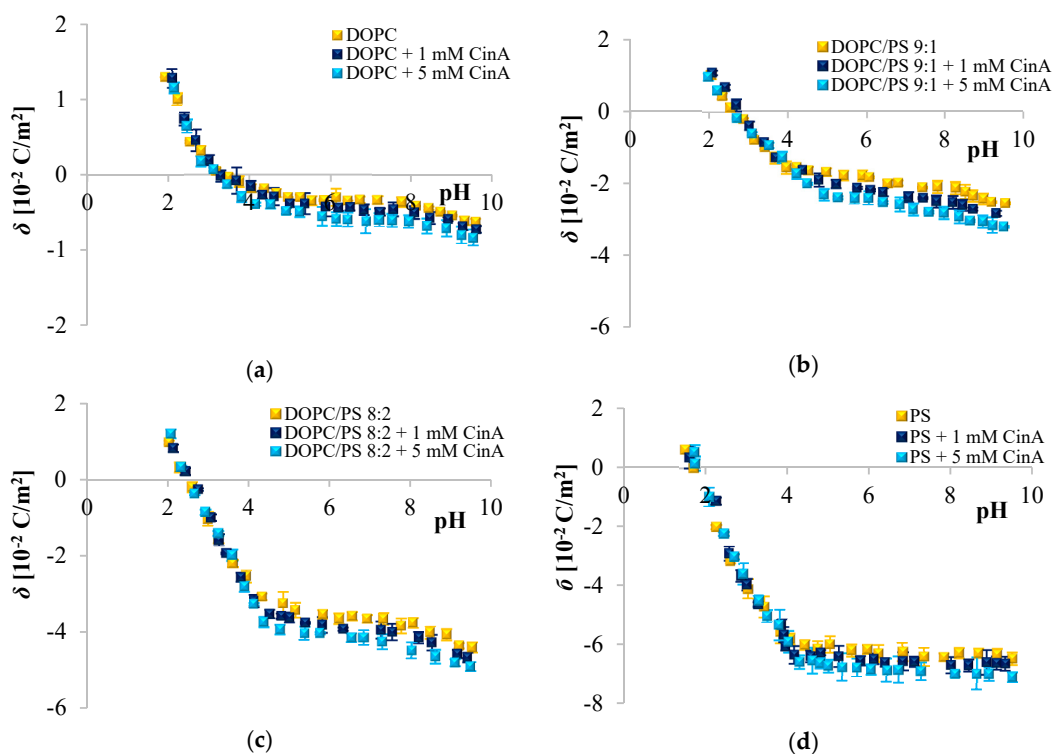 2
DOPC
DOPC + 1 mM CinA
DOPC + 5 mM CinA
1
0
0 2 4 6 8 10
pH
-1
-2
δ [10⁻² C/m²]
(a)
2
DOPC/PS 9:1
DOPC/PS 9:1 + 1 mM CinA
DOPC/PS 9:1 + 5 mM CinA
0
0 2 4 6 8 10
pH
-2
-4
-6
δ [10⁻² C/m²]
(b)
2
DOPC/PS 8:2
DOPC/PS 8:2 + 1 mM CinA
DOPC/PS 8:2 + 5 mM CinA
0
0 2 4 6 8 10
pH
-2
-4
-6
δ [10⁻² C/m²]
(c)
2
PS
PS + 1 mM CinA
PS + 5 mM CinA
0
0 2 4 6 8 10
pH
-2
-4
-6
-8
б [10⁻² C/m²]
(d)